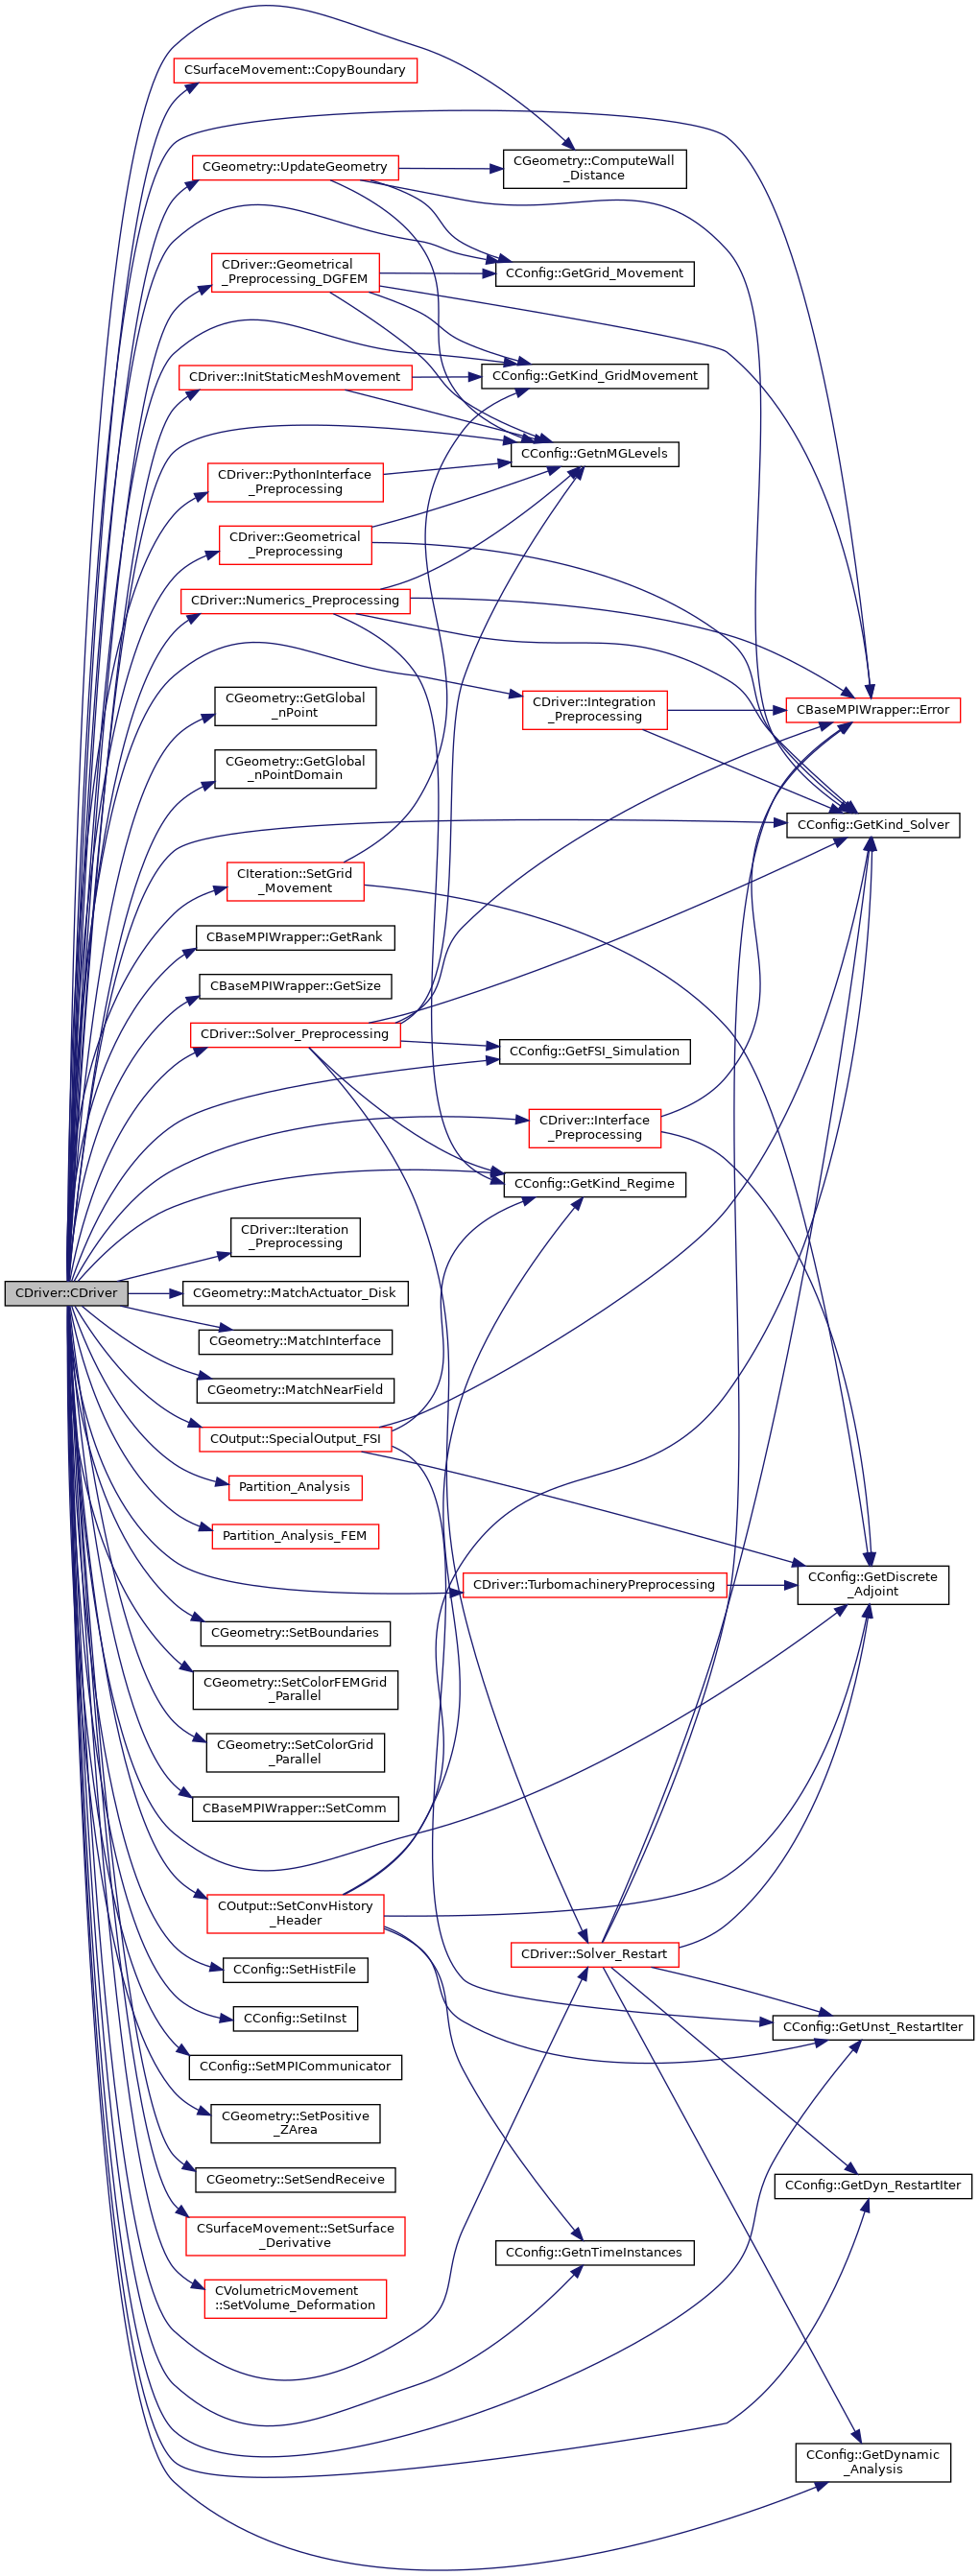 CSurfaceMovement::CopyBoundary
CGeometry::ComputeWall
_Distance
CGeometry::UpdateGeometry
CDriver::Geometrical
_Preprocessing_DGFEM
CConfig::GetGrid_Movement
CDriver::InitStaticMeshMovement
CConfig::GetKind_GridMovement
CConfig::GetnMGLevels
CDriver::PythonInterface
_Preprocessing
CDriver::Geometrical
_Preprocessing
CDriver::Numerics_Preprocessing
CGeometry::GetGlobal
_nPoint
CDriver::Integration
_Preprocessing
CBaseMPIWrapper::Error
CGeometry::GetGlobal
_nPointDomain
CConfig::GetKind_Solver
CIteration::SetGrid
_Movement
CBaseMPIWrapper::GetRank
CBaseMPIWrapper::GetSize
CDriver::Solver_Preprocessing
CConfig::GetFSI_Simulation
CDriver::Interface
_Preprocessing
CConfig::GetKind_Regime
CDriver::Iteration
_Preprocessing
CDriver::CDriver
CGeometry::MatchActuator_Disk
CGeometry::MatchInterface
CGeometry::MatchNearField
COutput::SpecialOutput_FSI
Partition_Analysis
Partition_Analysis_FEM
CDriver::TurbomachineryPreprocessing
CConfig::GetDiscrete
_Adjoint
CGeometry::SetBoundaries
CGeometry::SetColorFEMGrid
_Parallel
CGeometry::SetColorGrid
_Parallel
CBaseMPIWrapper::SetComm
COutput::SetConvHistory
_Header
CDriver::Solver_Restart
CConfig::SetHistFile
CConfig::SetiInst
CConfig::GetUnst_RestartIter
CConfig::SetMPICommunicator
CGeometry::SetPositive
_ZArea
CGeometry::SetSendReceive
CConfig::GetDyn_RestartIter
CSurfaceMovement::SetSurface
_Derivative
CConfig::GetnTimeInstances
CVolumetricMovement
::SetVolume_Deformation
CConfig::GetDynamic
_Analysis